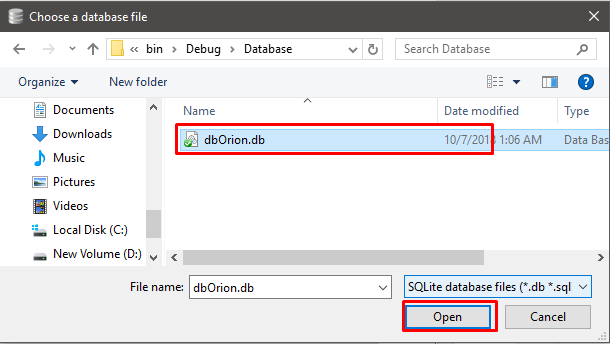 Choose a database file
« bin > Debug > Database
Search Database
Organize
New folder
Name
Date modified
Type
Documents
Downloads
Music
Pictures
Videos
Local Disk (C:)
New Volume (D:)
dbOrion.db
10/7/2018 1:06 AM
Data Bas
File name:
dbOrion.db
SQLite database files (*.db *.sql
Open
Cancel